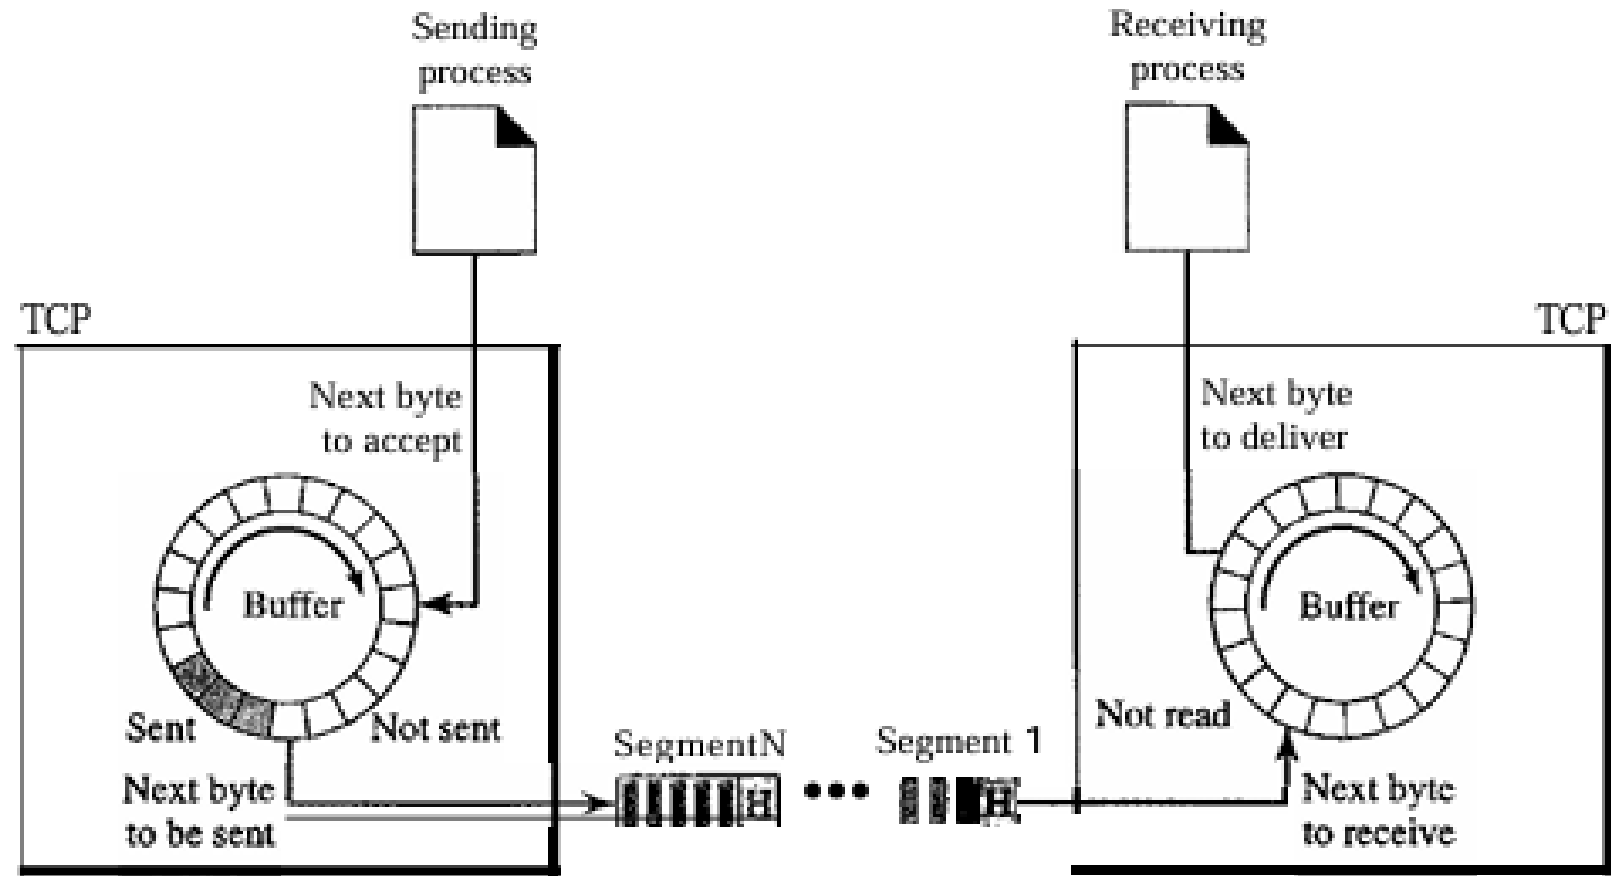 Sending
process
Receiving
process
TCP
TCP
Next byte
to accept
Next byte
to deliver
Buffer
Buffer
Sent
Not sent
Not read
SegmentN
Segment 1
Next byte
to be sent
H
H
Next byte
to receive